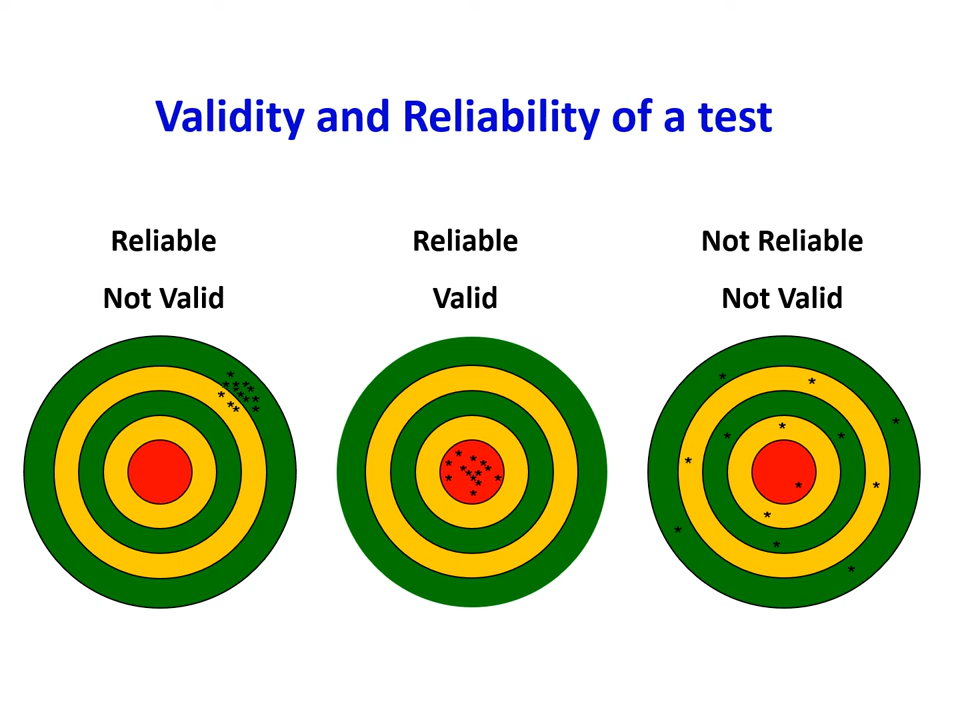 Validity and Reliability of a test
Reliable
Reliable
Not Reliable
Not Valid
Valid
Not Valid